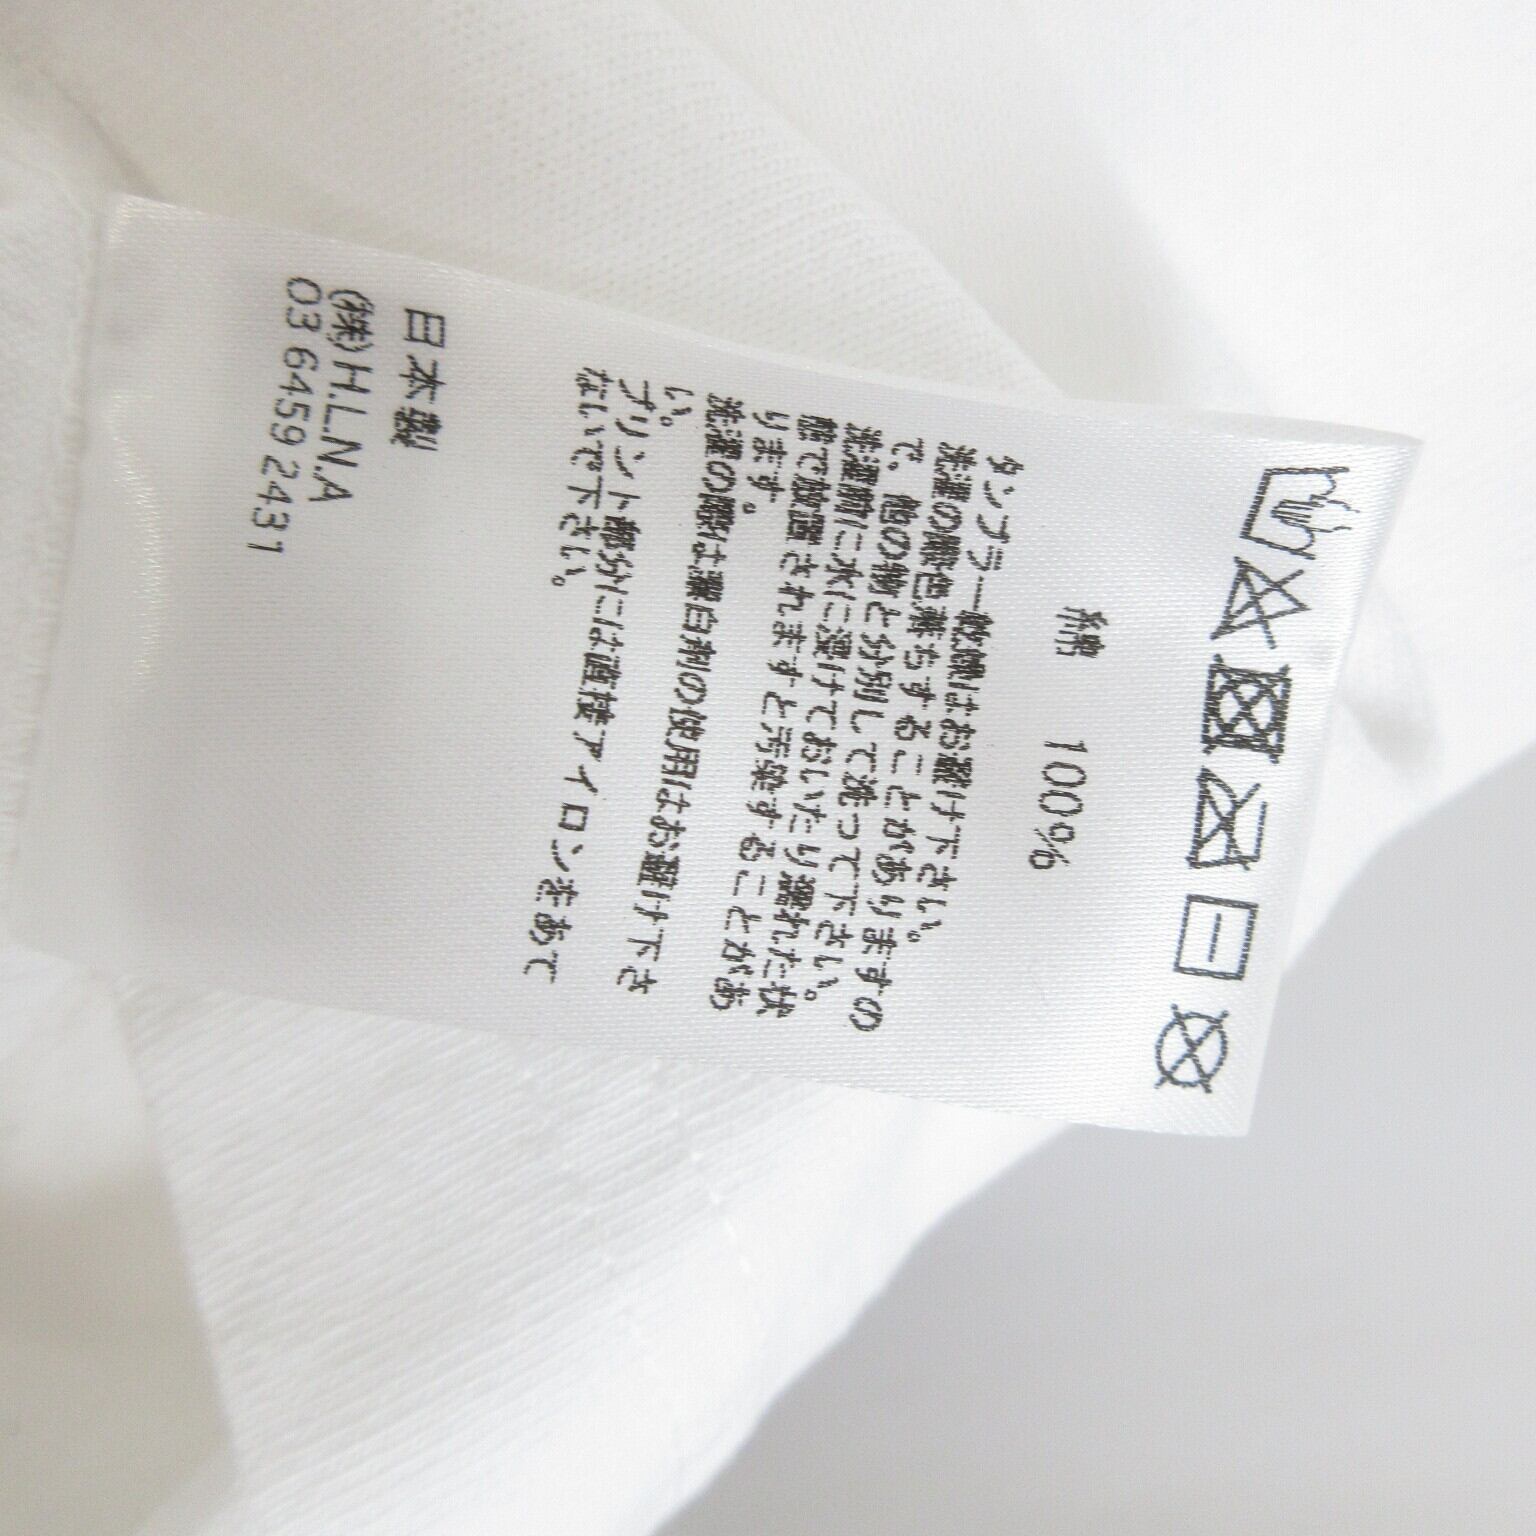 綿 100%
タンブラー乾燥はお避け下さい。
洗濯の際色落ちすることがありますの
で、他の物と分別して洗って下さい。
洗濯前に水に浸けておいたり濡れた状
態で放置されますと汚染することがあ
ります。
洗濯の際は漂白剤の使用はお避け下さ
い。
プリント部分には直接アイロンをあて
ないで下さい。
日本製
(株)H.L.N.A
03 6459 2431